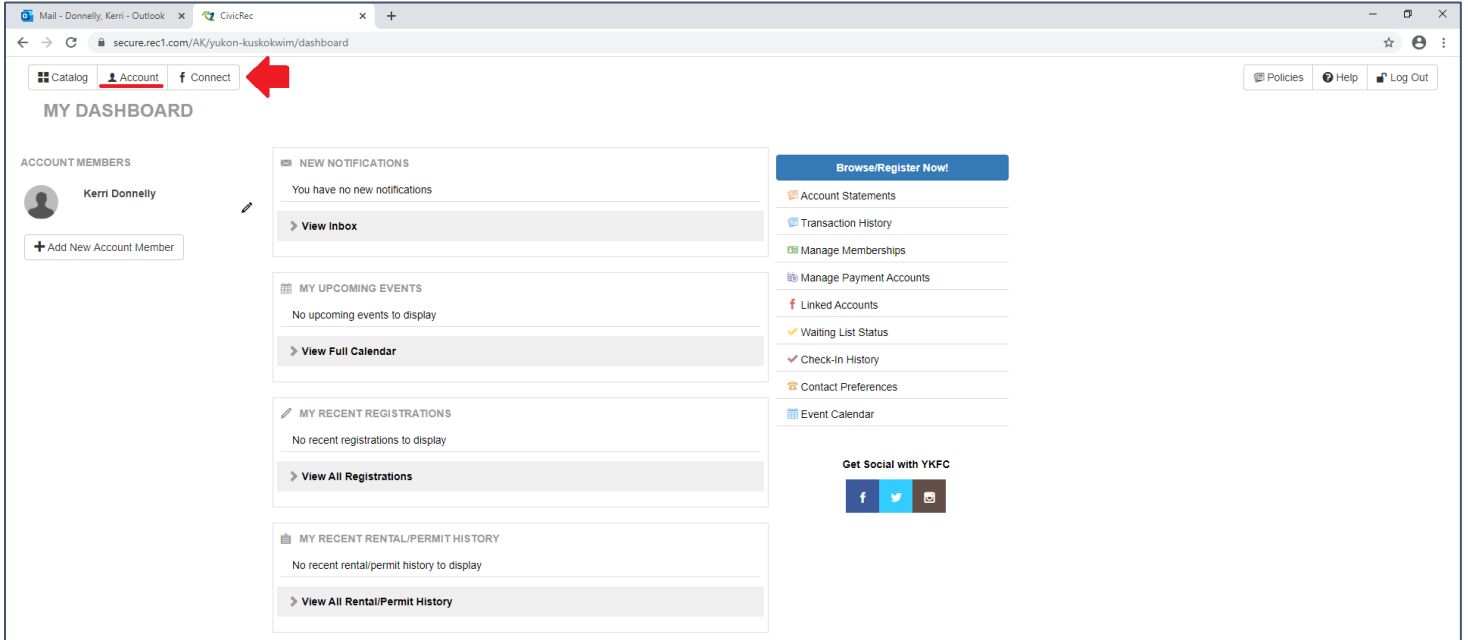 Mail - Donnelly, Kerri - Outlook
CivicRec
secure.rec1.com/AK/yukon-kuskokwim/dashboard
Catalog
Account
Connect
Policies
Help
Log Out
MY DASHBOARD
ACCOUNT MEMBERS
Kerri Donnelly
Add New Account Member
NEW NOTIFICATIONS
You have no new notifications
View Inbox
MY UPCOMING EVENTS
No upcoming events to display
View Full Calendar
MY RECENT REGISTRATIONS
No recent registrations to display
View All Registrations
MY RECENT RENTAL/PERMIT HISTORY
No recent rental/permit history to display
View All Rental/Permit History
Browse/Register Now!
Account Statements
Transaction History
Manage Memberships
Manage Payment Accounts
Linked Accounts
Waiting List Status
Check-In History
Contact Preferences
Event Calendar
Get Social with YKFC